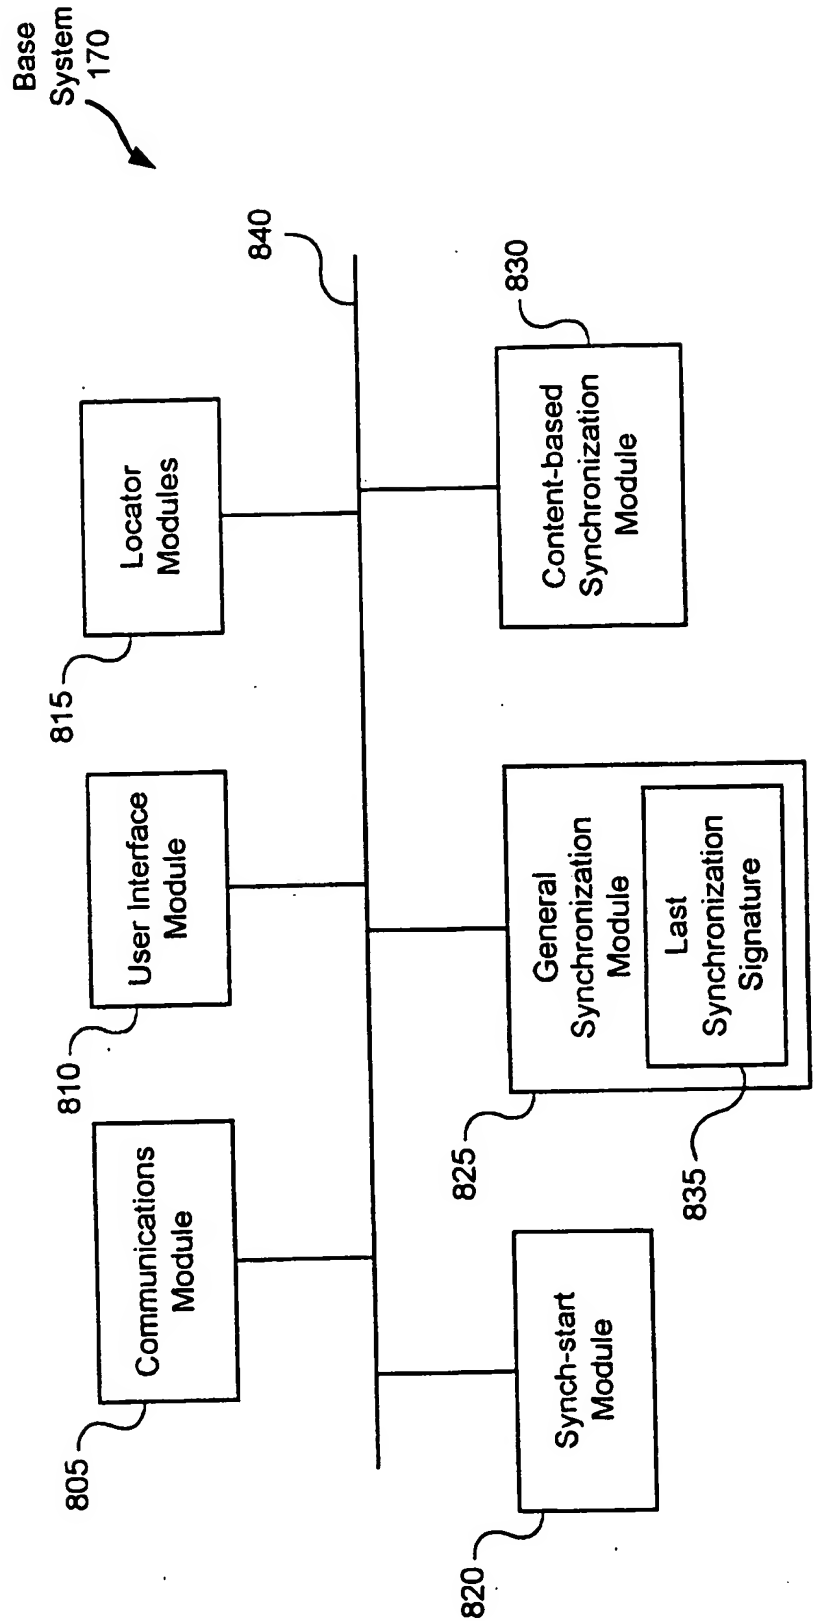 Base
System
170
840
805
Communications
Module
810
User Interface
Module
815
Locator
Modules
820
Synch-start
Module
825
General
Synchronization
Module
835
Last
Synchronization
Signature
830
Content-based
Synchronization
Module